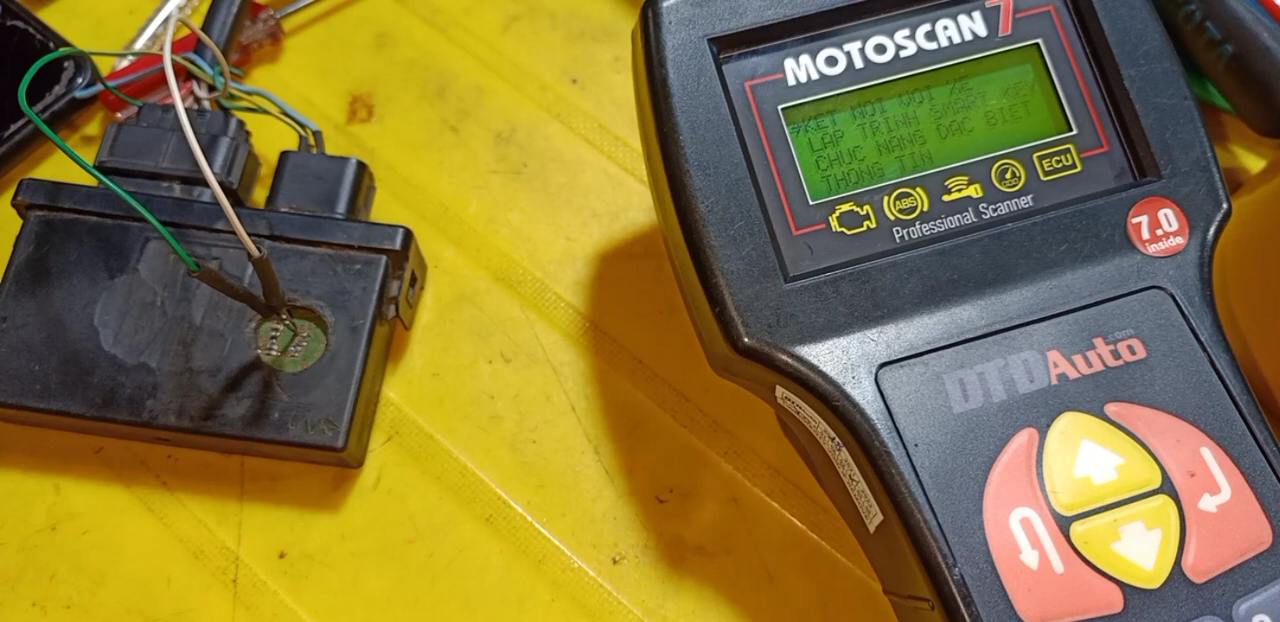 MOTOSCAN 7
➔KET NOI VOI XE
LAP TRINH SMART KEY
CHUC NANG DAC BIET
THONG TIN
ABS
ECU
Professional Scanner
7.0
inside
DTDAuto.com